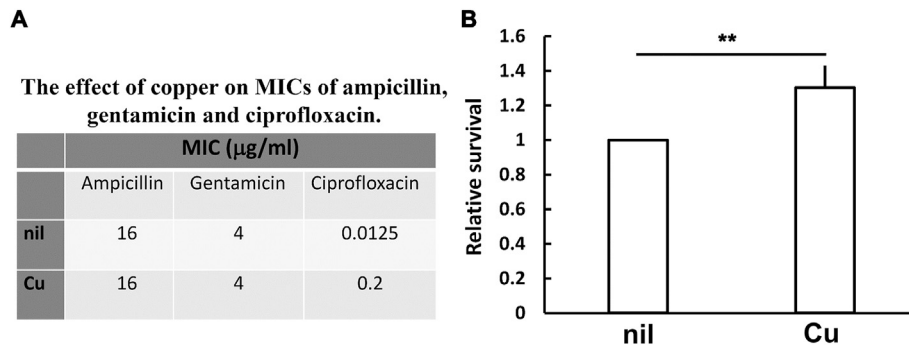 A
The effect of copper on MICs of ampicillin,
gentamicin and ciprofloxacin.
MIC (μg/ml)
Ampicillin Gentamicin Ciprofloxacin
nil 16 4 0.0125
Cu 16 4 0.2
B
**
1.6
1.4
1.2
1
0.8
0.6
0.4
0.2
0
Relative survival
nil Cu